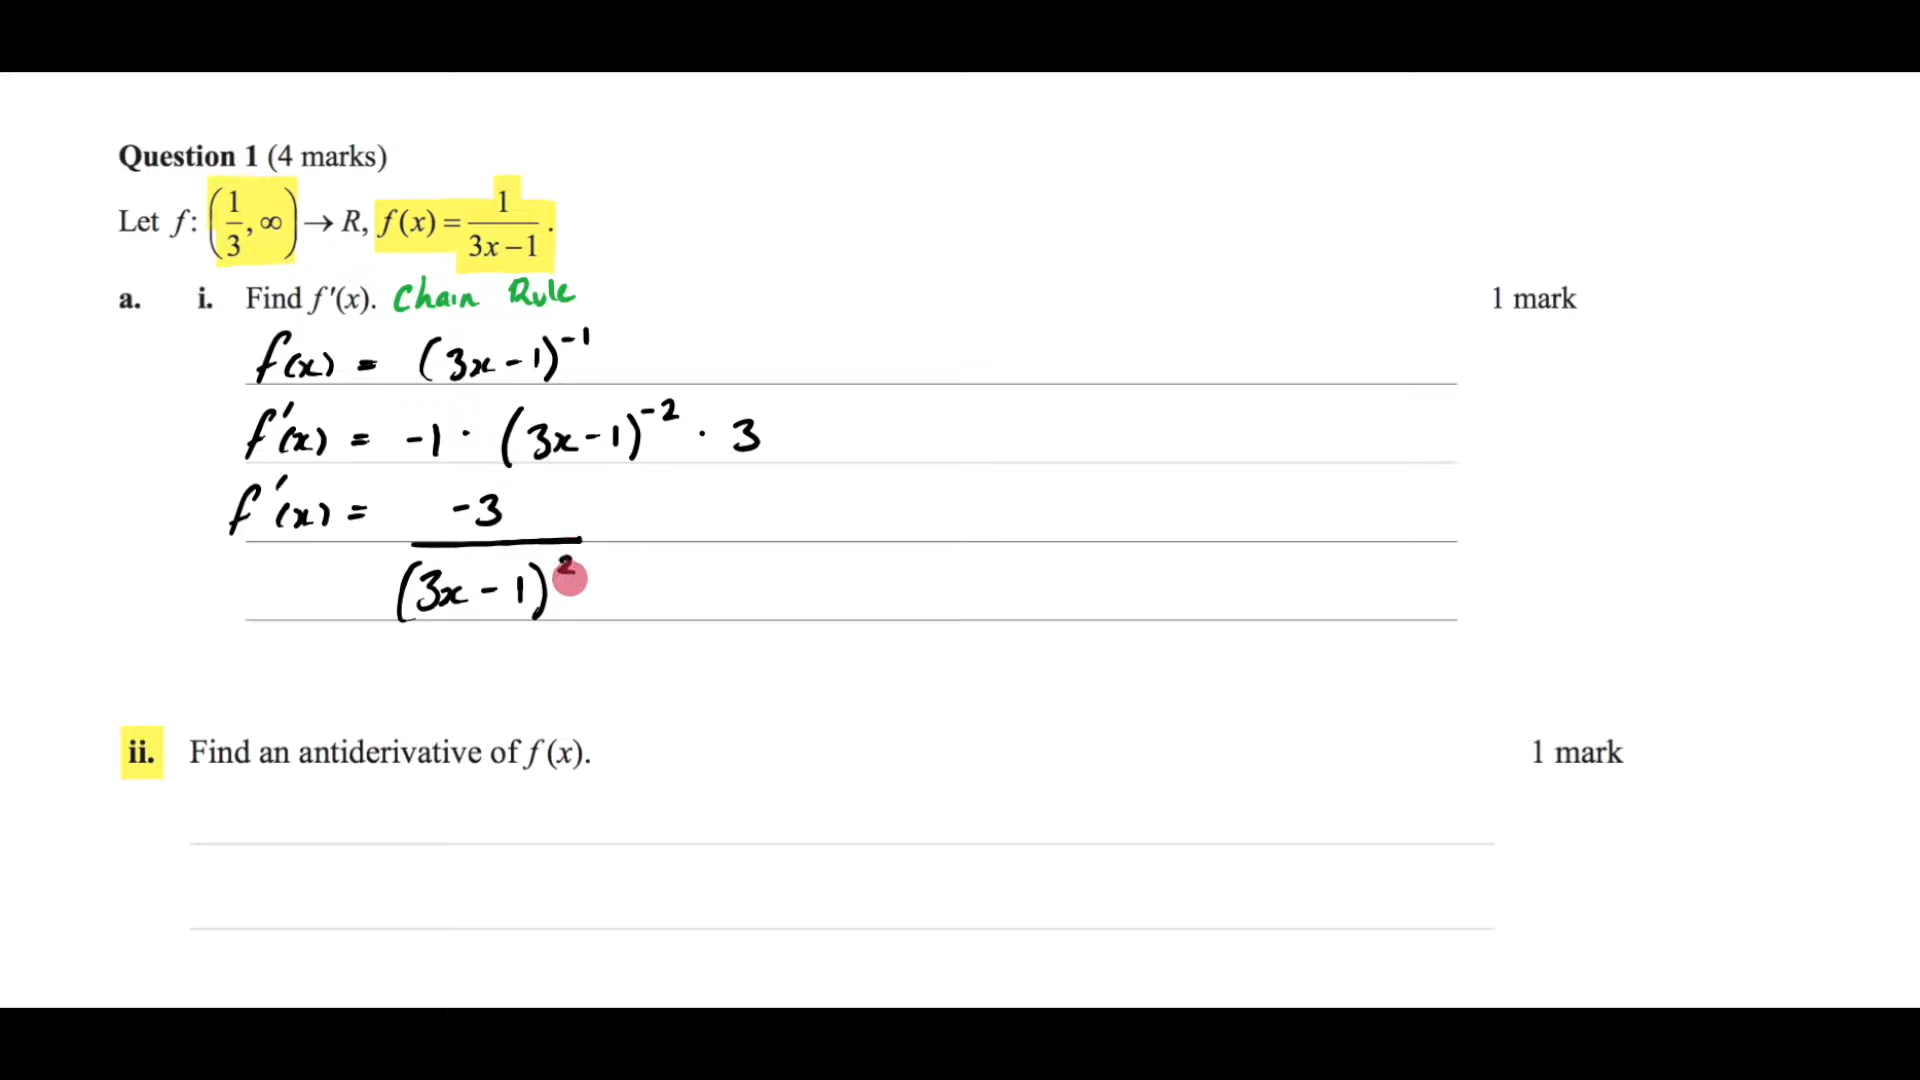 Question 1 (4 marks)
Let f: (1/3, ∞) → R, f(x) = 1/(3x − 1).
a. i. Find f′(x). Chain Rule 1 mark
f(x) = (3x − 1)^-1
f′(x) = -1 · (3x − 1)^-2 · 3
f′(x) = -3
(3x − 1)^2
ii. Find an antiderivative of f(x). 1 mark